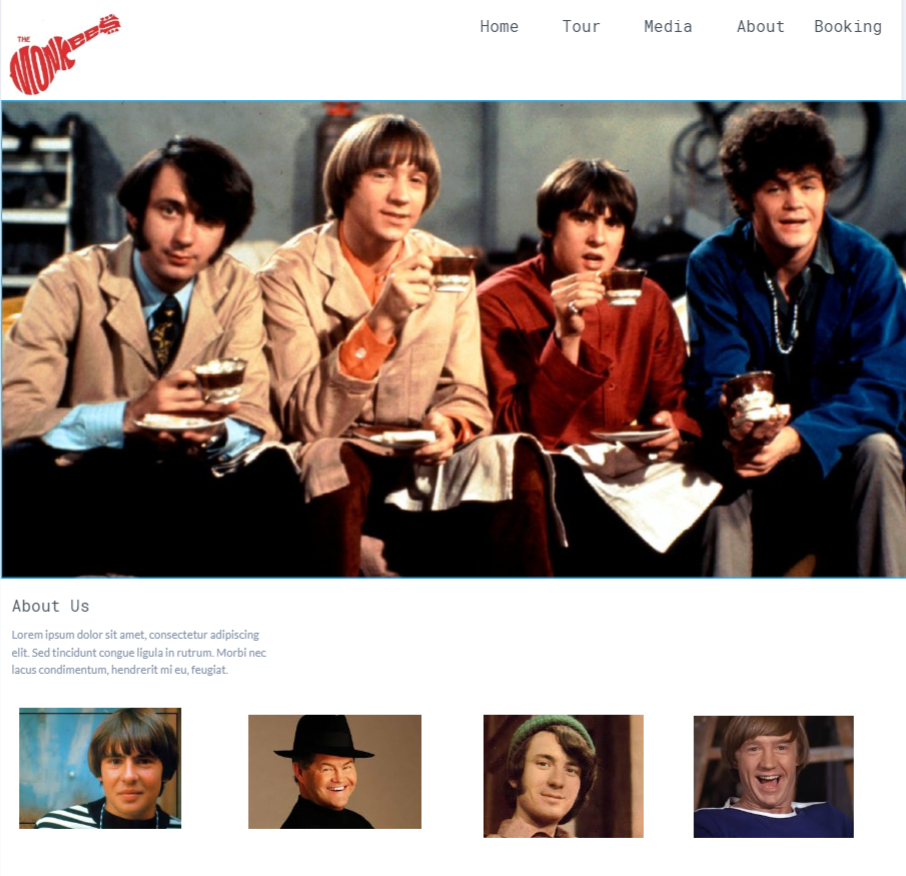 THE
MONKEES
Home Tour Media About Booking
About Us
Lorem ipsum dolor sit amet, consectetur adipiscing
elit. Sed tincidunt congue ligula in rutrum. Morbi nec
lacus condimentum, hendrerit mi eu, feugiat.